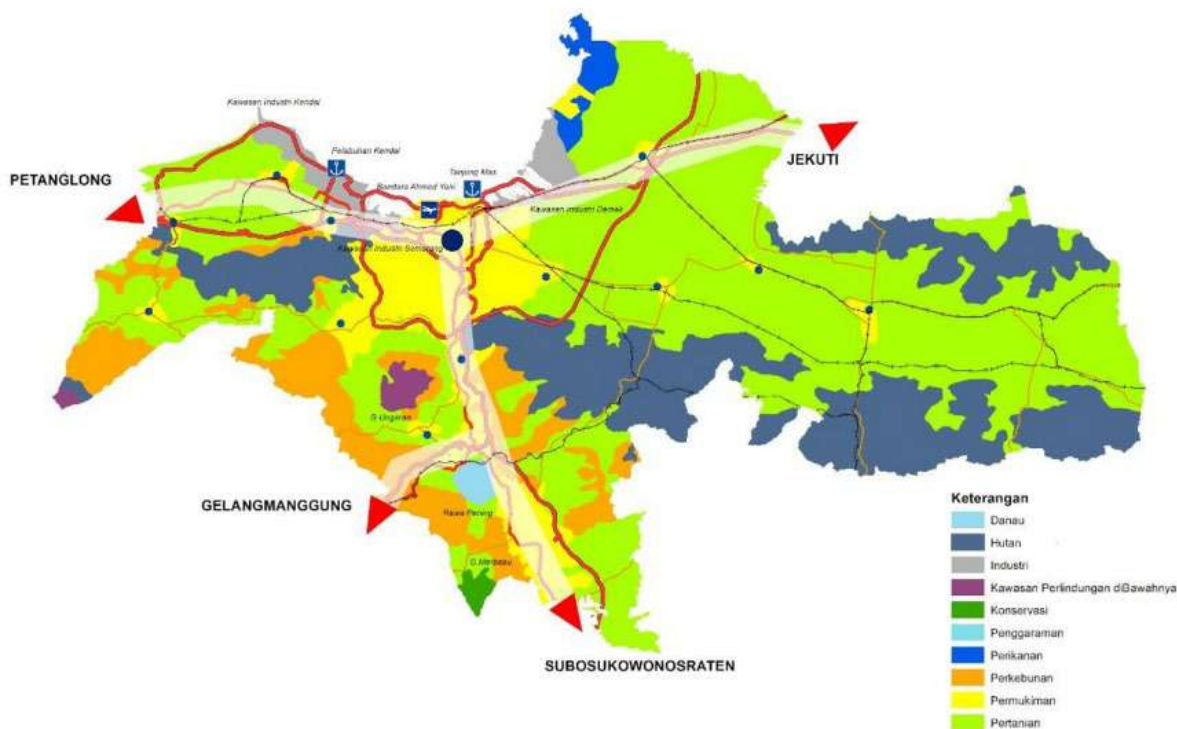 Kawasan Industri Kendal
Pelabuhan Kendal
PETANGLONG
Bandara Ahmad Yani
Tanjung Mas
JEKUTI
Kawasan Industri Demak
Kawasan Industri Semarang
G.Ungaran
GELANGMANGGUNG
Rawa Pening
G.Merbabu
SUBOSUKOWONOSRATEN
Keterangan
Danau
Hutan
Industri
Kawasan Perlindungan diBawahnya
Konservasi
Penggaraman
Perikanan
Perkebunan
Permukiman
Pertanian